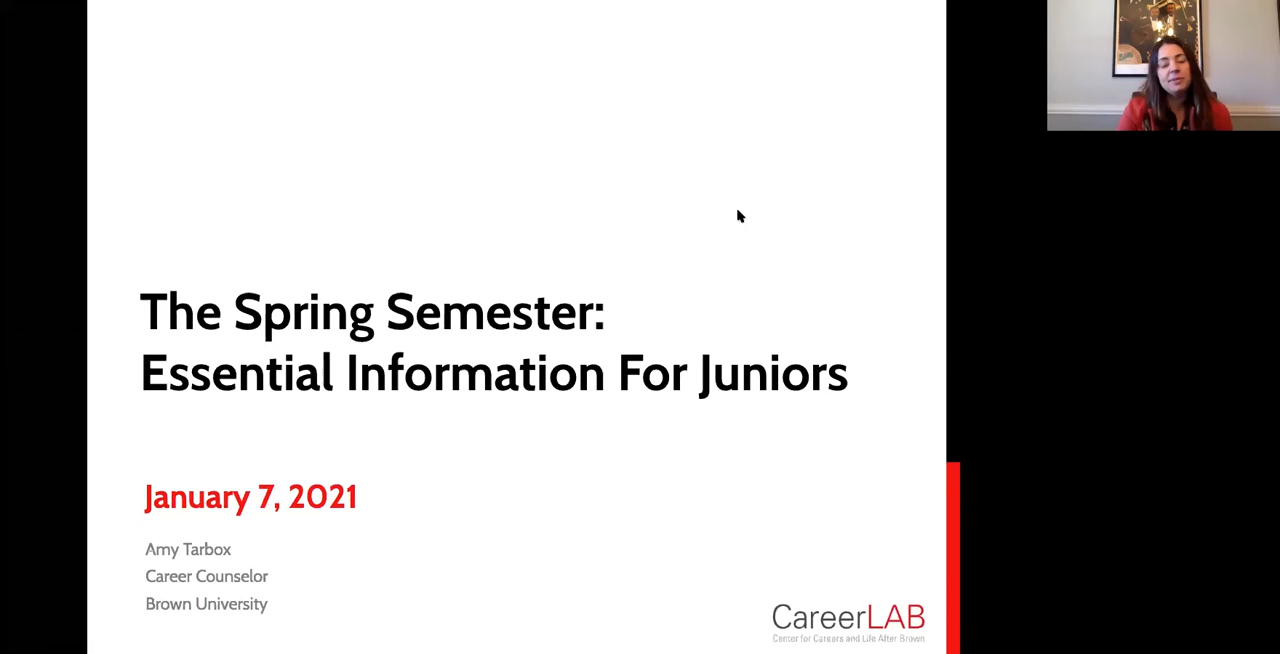 The Spring Semester:
Essential Information For Juniors
January 7, 2021
Amy Tarbox
Career Counselor
Brown University
CareerLAB
Center for Careers and Life After Brown